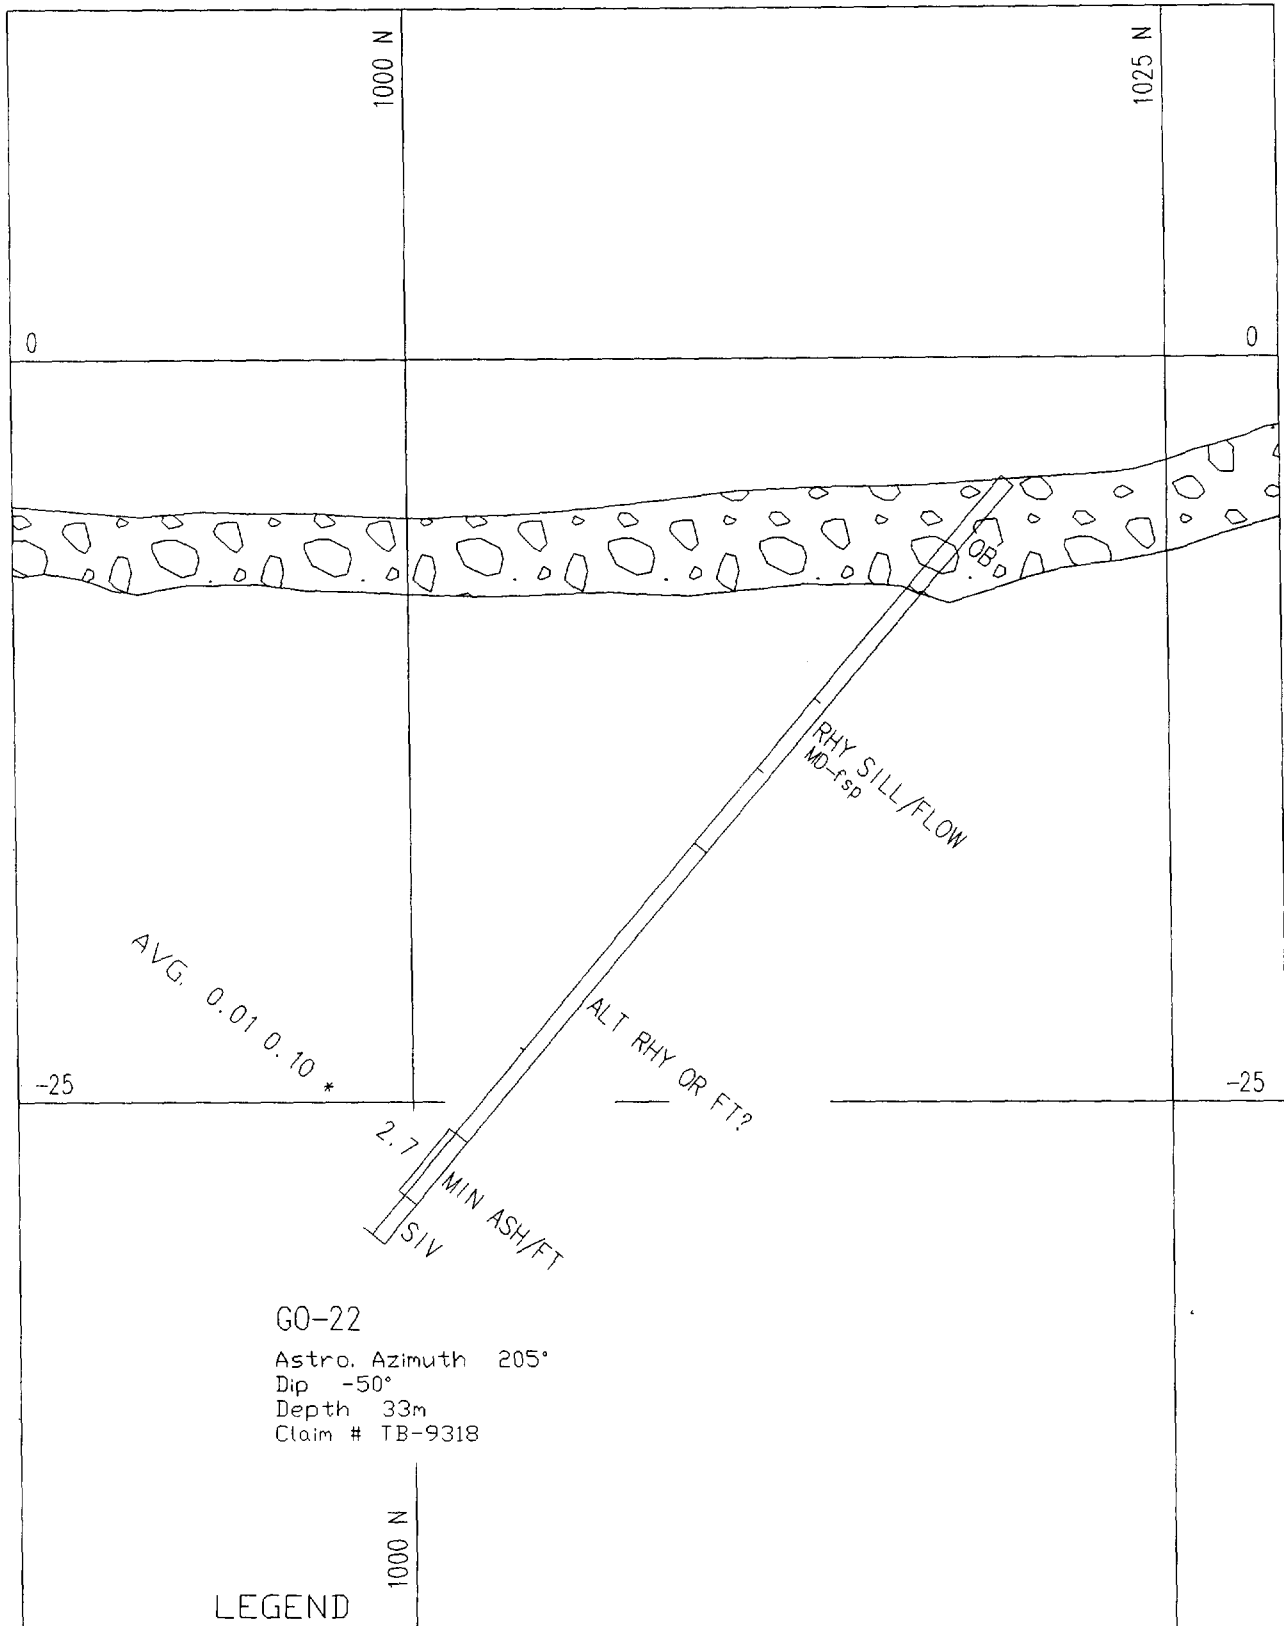 1000 N
1025 N
0
0
OB
RHY SILL/FLOW
MD-fsp
AVG. 0.01 0.10 *
ALT RHY OR FT?
-25
-25
2.7
MIN ASH/FT
SIV
GO-22
Astro. Azimuth 205°
Dip -50°
Depth 33m
Claim # TB-9318
1000 N
LEGEND